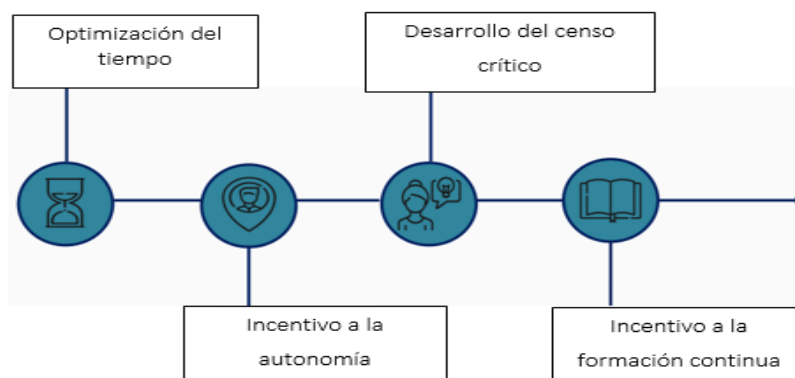 Optimización del
tiempo
Desarrollo del censo
crítico
Incentivo a la
autonomía
Incentivo a la
formación continua